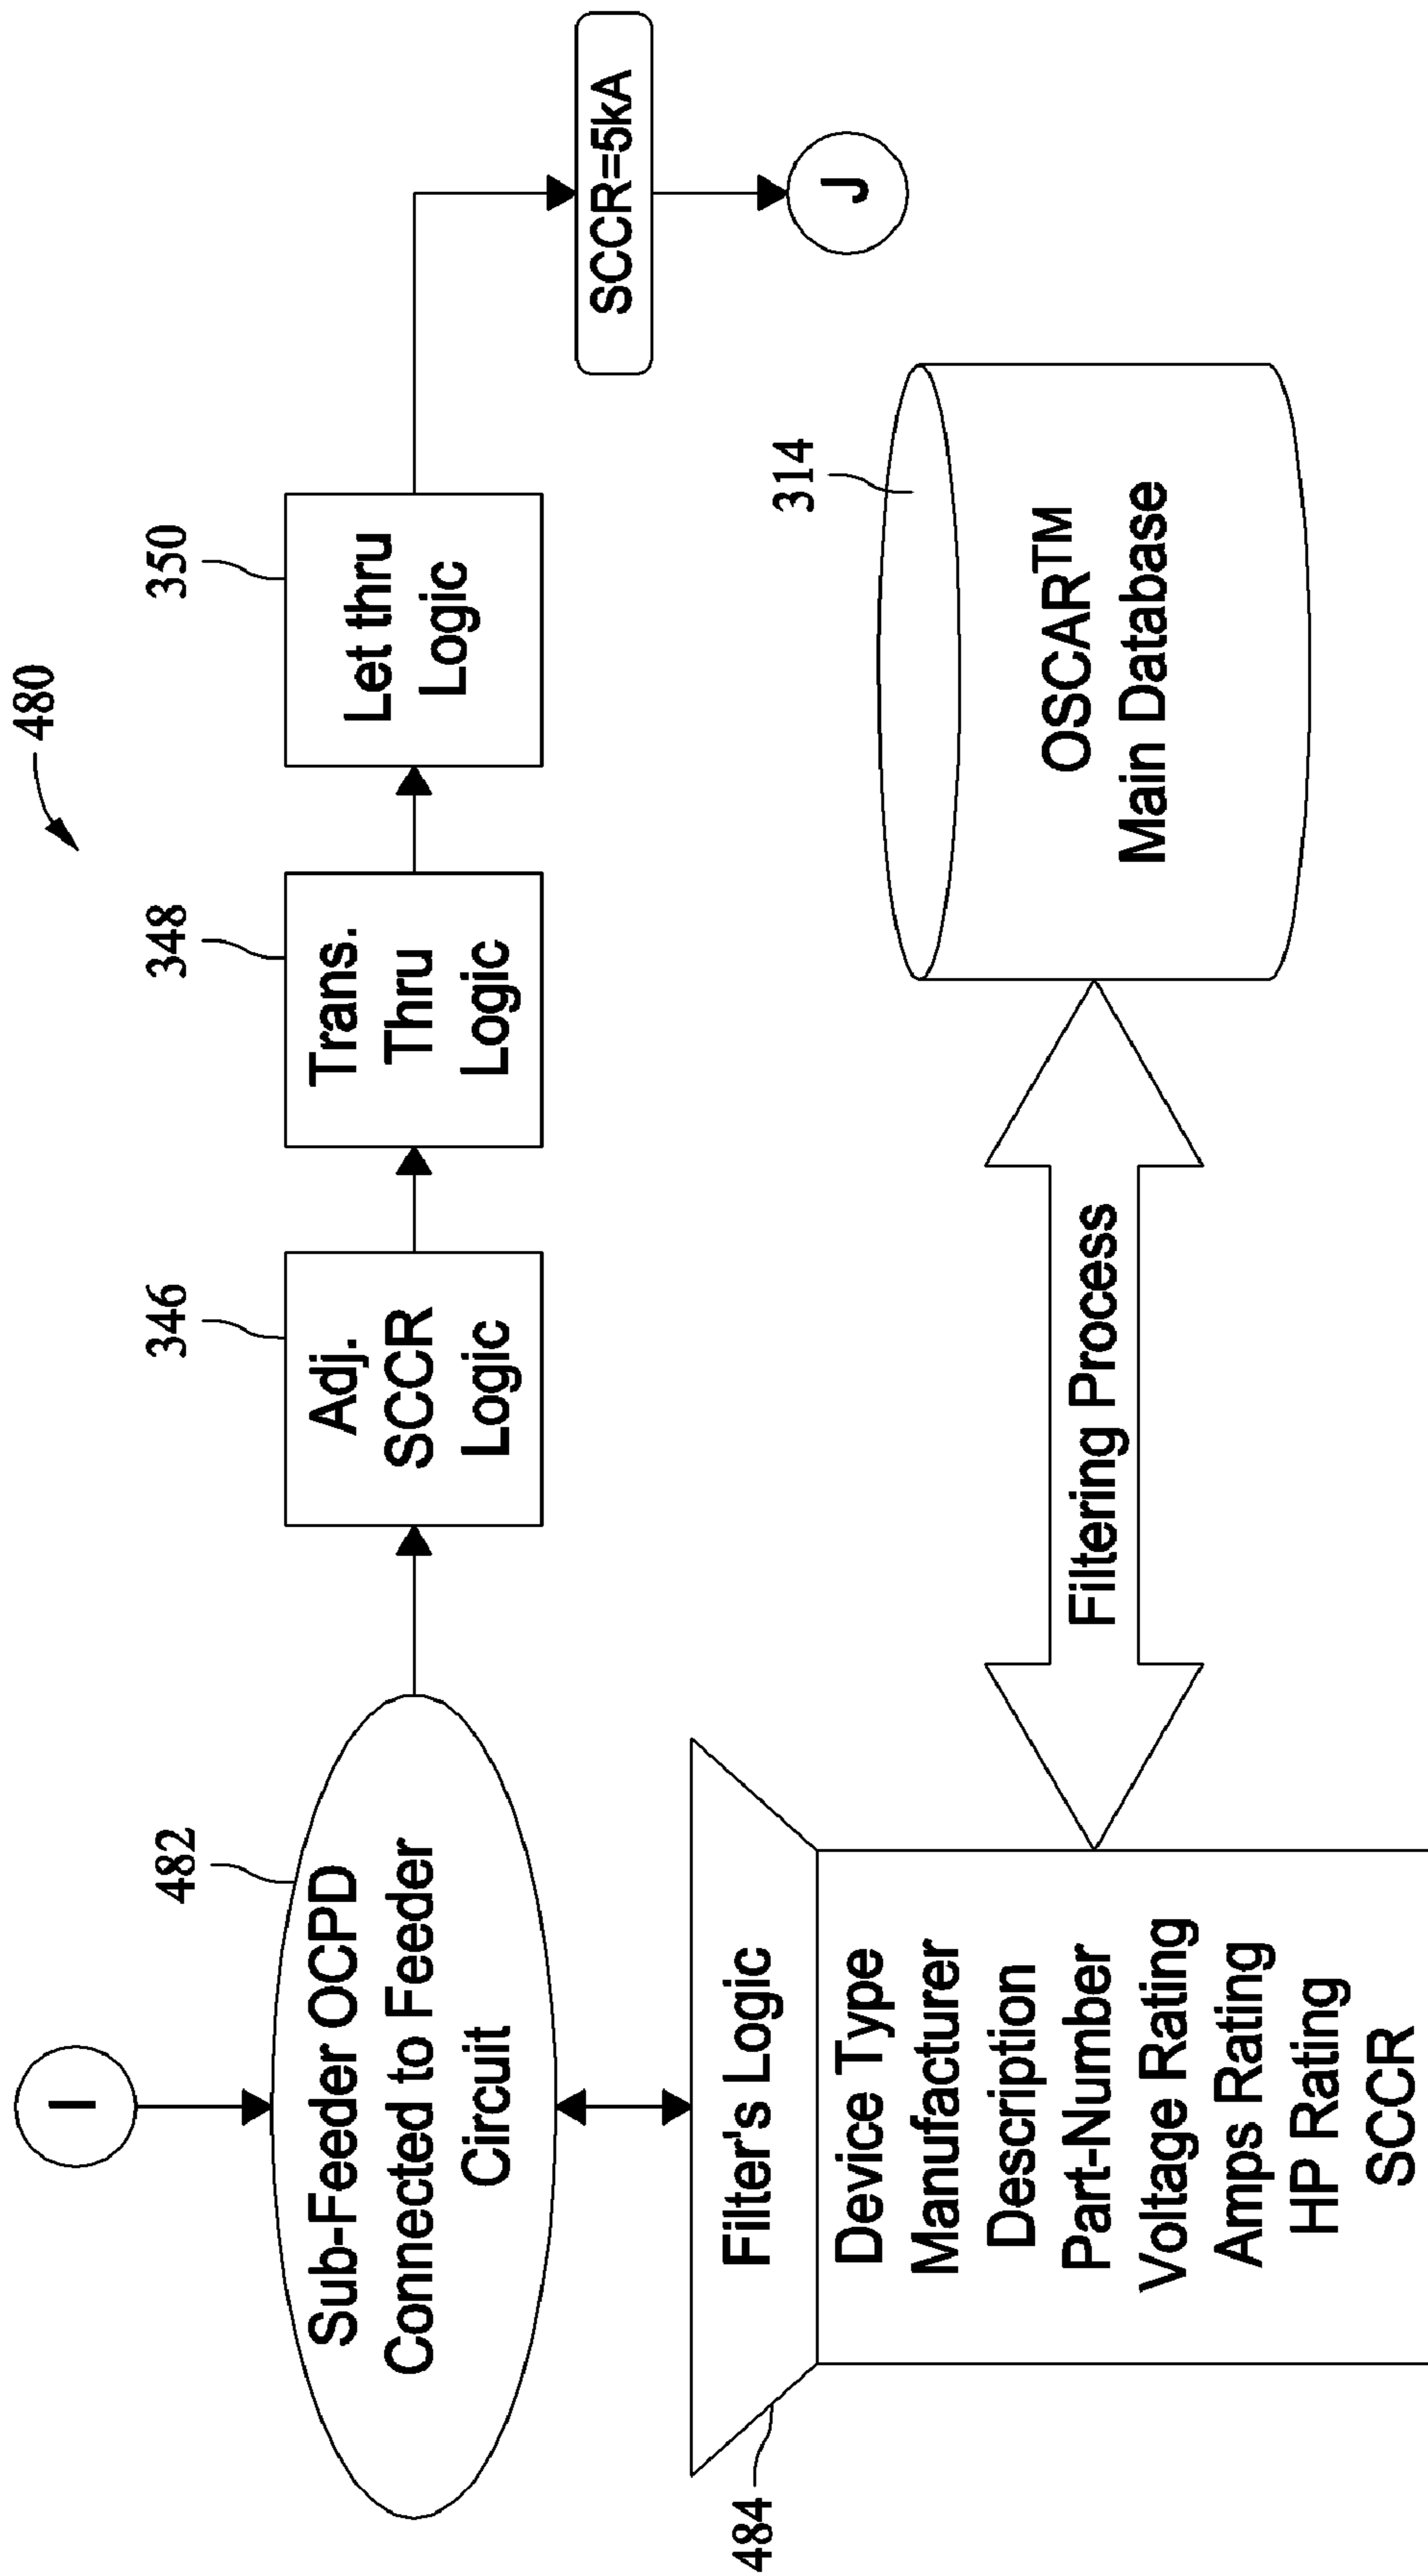 480
I
482
Sub-Feeder OCPD
Connected to Feeder
Circuit
346
Adj.
SCCR
Logic
348
Trans.
Thru
Logic
350
Let thru
Logic
SCCR=5kA
J
484
Filter's Logic
Device Type
Manufacturer
Description
Part-Number
Voltage Rating
Amps Rating
HP Rating
SCCR
Filtering Process
314
OSCAR™
Main Database